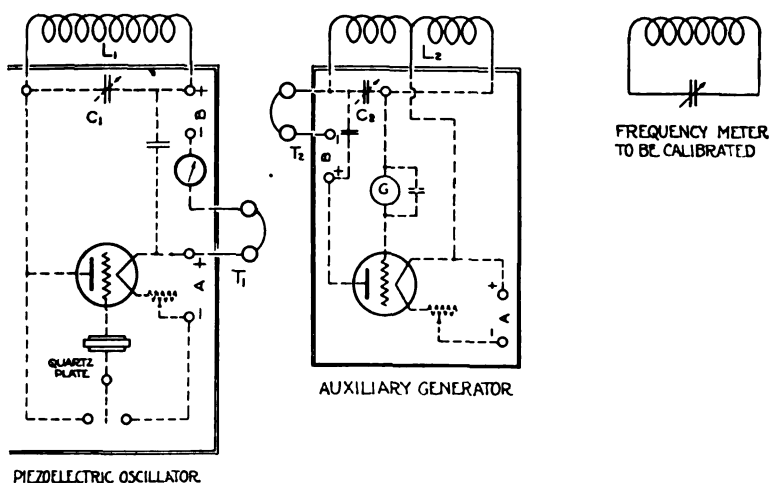 L1
+
C1
B
-
T1
+
A
-
QUARTZ
PLATE
PIEZOELECTRIC OSCILLATOR
L2
C2
T2
-
B
+
G
+
A
-
AUXILIARY GENERATOR
FREQUENCY METER
TO BE CALIBRATED